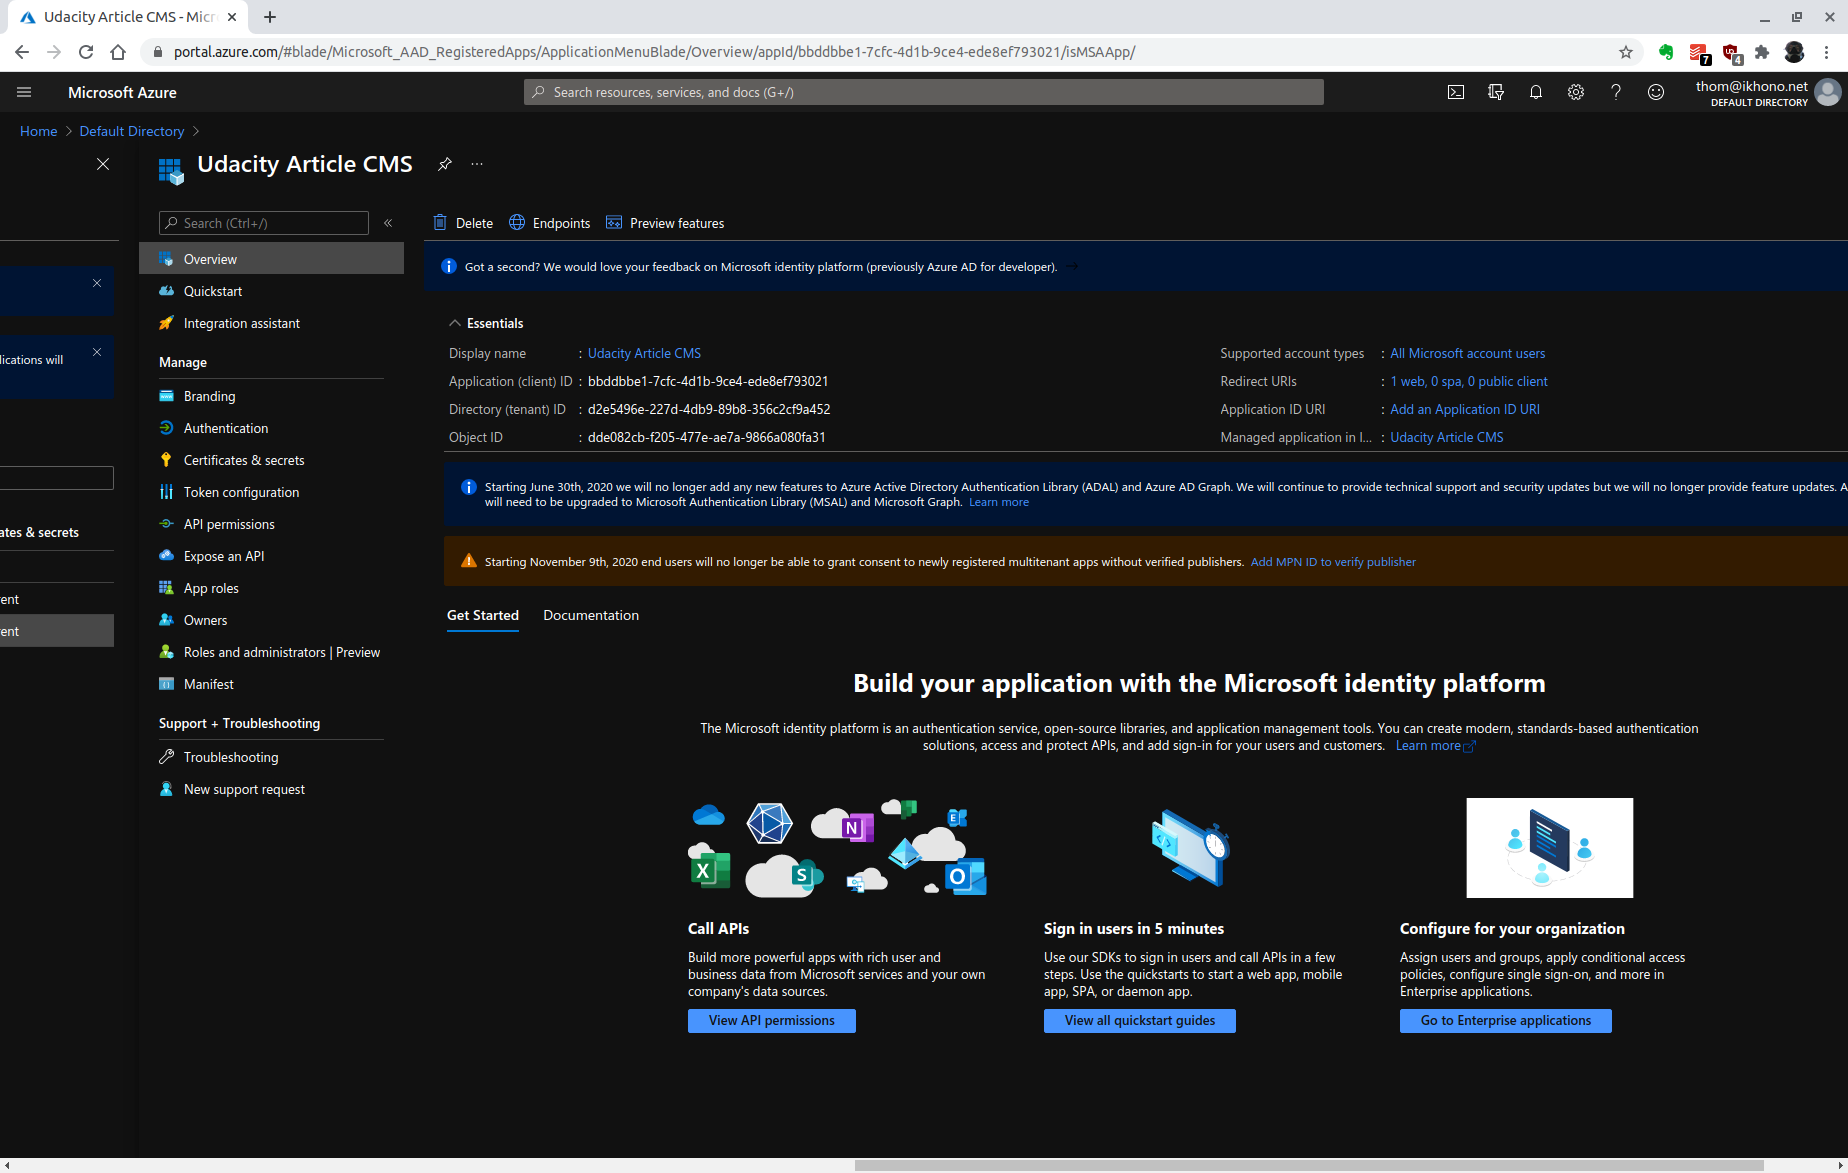 Udacity Article CMS - Micr
portal.azure.com/#blade/Microsoft_AAD_RegisteredApps/ApplicationMenuBlade/Overview/appId/bbddbbe1-7cfc-4d1b-9ce4-ede8ef793021/isMSAApp/
7
4
Microsoft Azure
Search resources, services, and docs (G+/)
thom@ikhono.net
DEFAULT DIRECTORY
Home > Default Directory >
Udacity Article CMS
Search (Ctrl+/)
Overview
Quickstart
Integration assistant
Manage
Branding
Authentication
Certificates & secrets
Token configuration
API permissions
Expose an API
App roles
Owners
Roles and administrators | Preview
Manifest
Support + Troubleshooting
Troubleshooting
New support request
lications will
ates & secrets
ent
ent
Delete
Endpoints
Preview features
Got a second? We would love your feedback on Microsoft identity platform (previously Azure AD for developer). →
Essentials
Display name : Udacity Article CMS
Application (client) ID : bbddbbe1-7cfc-4d1b-9ce4-ede8ef793021
Directory (tenant) ID : d2e5496e-227d-4db9-89b8-356c2cf9a452
Object ID : dde082cb-f205-477e-ae7a-9866a080fa31
Supported account types : All Microsoft account users
Redirect URIs : 1 web, 0 spa, 0 public client
Application ID URI : Add an Application ID URI
Managed application in l... : Udacity Article CMS
Starting June 30th, 2020 we will no longer add any new features to Azure Active Directory Authentication Library (ADAL) and Azure AD Graph. We will continue to provide technical support and security updates but we will no longer provide feature updates. A
will need to be upgraded to Microsoft Authentication Library (MSAL) and Microsoft Graph. Learn more
Starting November 9th, 2020 end users will no longer be able to grant consent to newly registered multitenant apps without verified publishers. Add MPN ID to verify publisher
Get Started
Documentation
Build your application with the Microsoft identity platform
The Microsoft identity platform is an authentication service, open-source libraries, and application management tools. You can create modern, standards-based authentication
solutions, access and protect APIs, and add sign-in for your users and customers. Learn more
N
E
X
S
O
Call APIs
Build more powerful apps with rich user and
business data from Microsoft services and your own
company's data sources.
View API permissions
Sign in users in 5 minutes
Use our SDKs to sign in users and call APIs in a few
steps. Use the quickstarts to start a web app, mobile
app, SPA, or daemon app.
View all quickstart guides
Configure for your organization
Assign users and groups, apply conditional access
policies, configure single sign-on, and more in
Enterprise applications.
Go to Enterprise applications